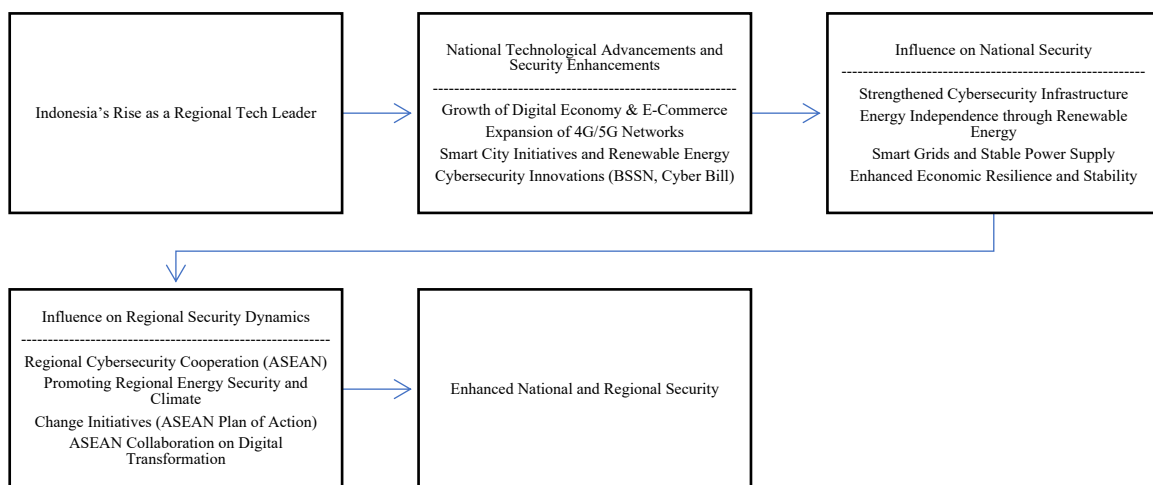 Indonesia's Rise as a Regional Tech Leader
National Technological Advancements and
Security Enhancements
Growth of Digital Economy & E-Commerce
Expansion of 4G/5G Networks
Smart City Initiatives and Renewable Energy
Cybersecurity Innovations (BSSN, Cyber Bill)
Influence on National Security
Strengthened Cybersecurity Infrastructure
Energy Independence through Renewable
Energy
Smart Grids and Stable Power Supply
Enhanced Economic Resilience and Stability
Influence on Regional Security Dynamics
Regional Cybersecurity Cooperation (ASEAN)
Promoting Regional Energy Security and
Climate
Change Initiatives (ASEAN Plan of Action)
ASEAN Collaboration on Digital
Transformation
Enhanced National and Regional Security